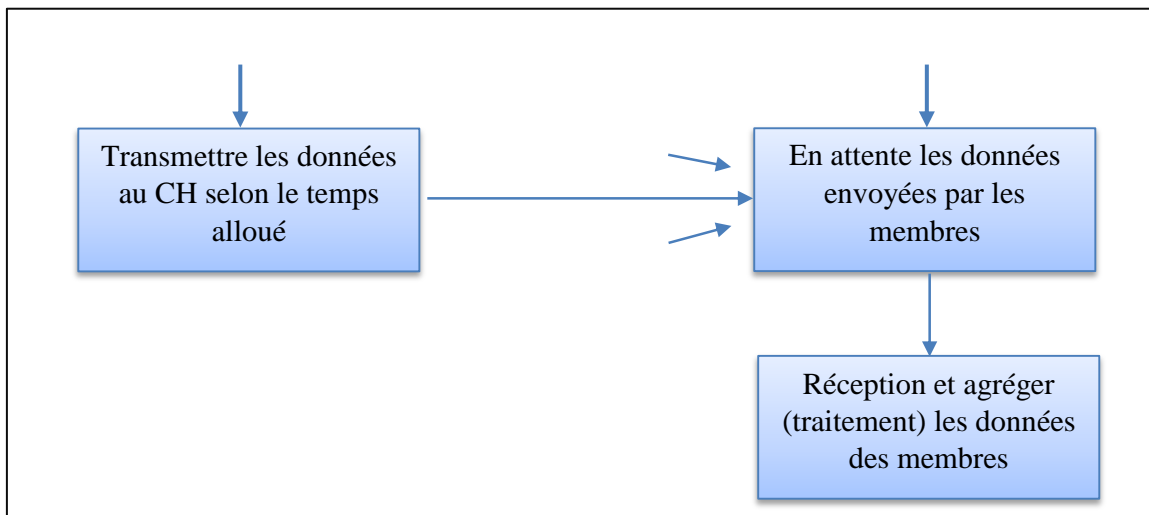 Transmettre les données
au CH selon le temps
alloué
En attente les données
envoyées par les
membres
Réception et agréger
(traitement) les données
des membres